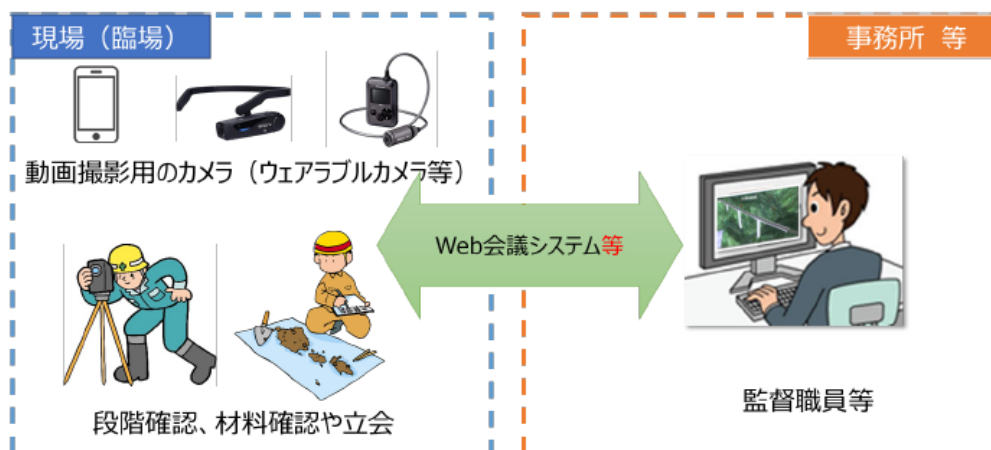 現場（臨場）
事務所 等
動画撮影用のカメラ（ウェアラブルカメラ等）
Web会議システム等
段階確認、材料確認や立会
監督職員等